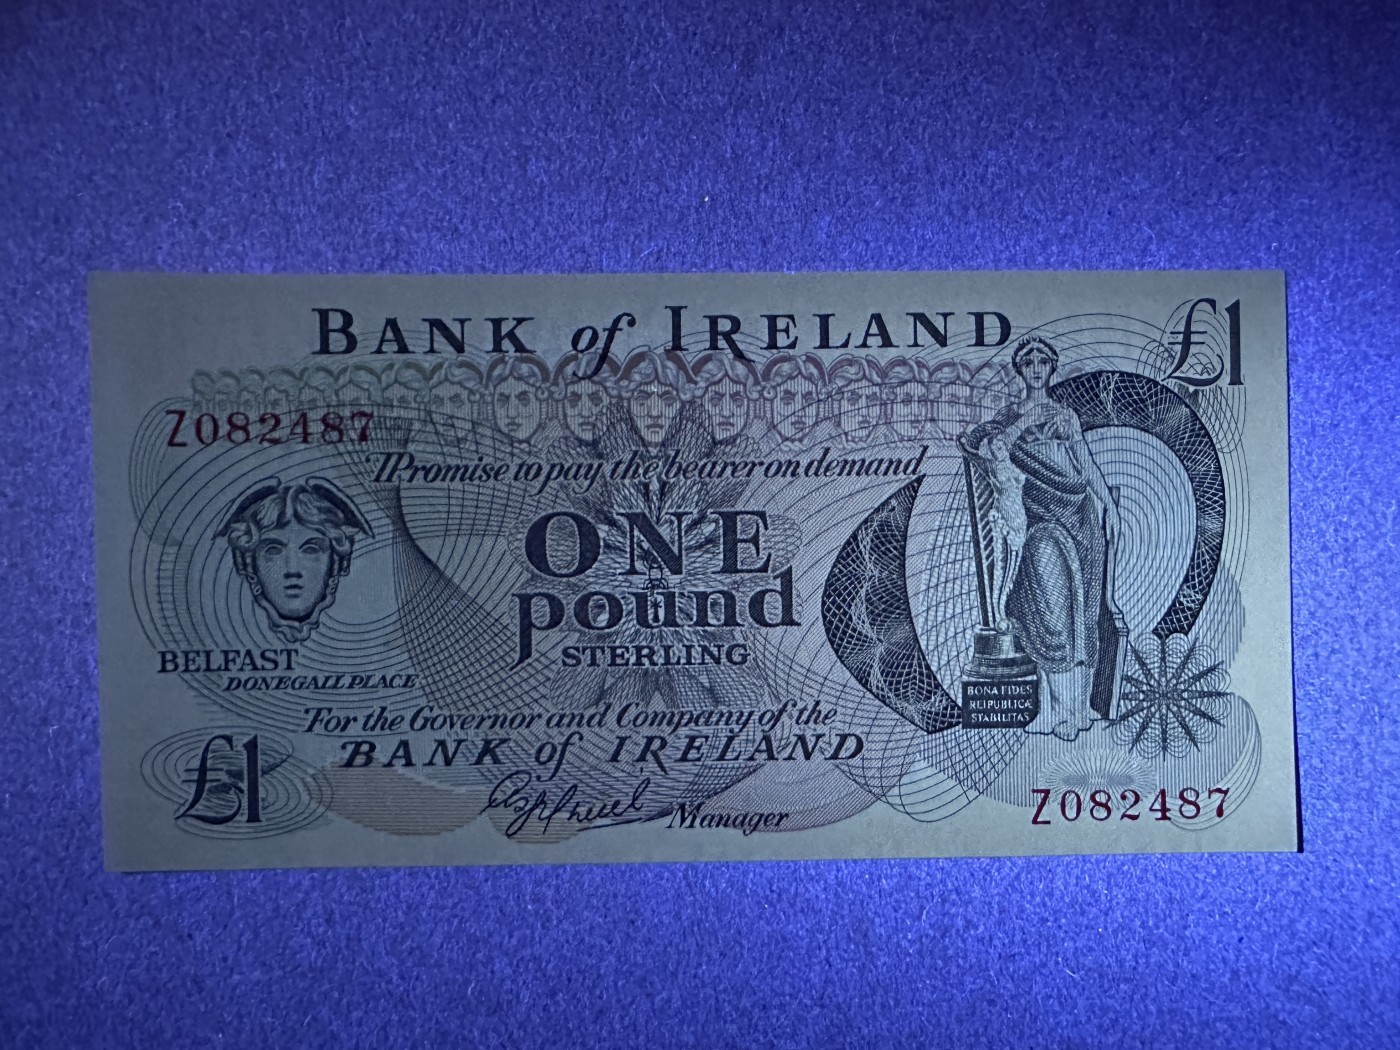 BANK of IRELAND
£1
Z082487
I Promise to pay the bearer on demand
ONE
pound
STERLING
BELFAST
DONEGALL PLACE
BONA FIDES
REIPUBLICÆ
STABILITAS
For the Governor and Company of the
BANK of IRELAND
£1
Manager
Z082487